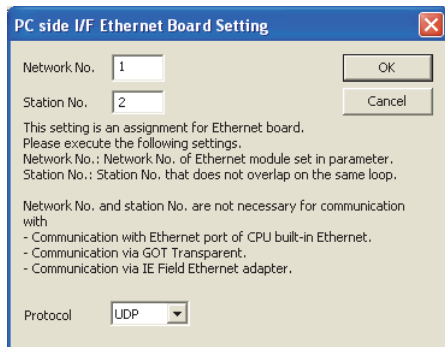 PC side I/F Ethernet Board Setting
Network No. 1 OK
Station No. 2 Cancel
This setting is an assignment for Ethernet board.
Please execute the following settings.
Network No.: Network No. of Ethernet module set in parameter.
Station No.: Station No. that does not overlap on the same loop.
Network No. and station No. are not necessary for communication
with
- Communication with Ethernet port of CPU built-in Ethernet.
- Communication via GOT Transparent.
- Communication via IE Field Ethernet adapter.
Protocol UDP